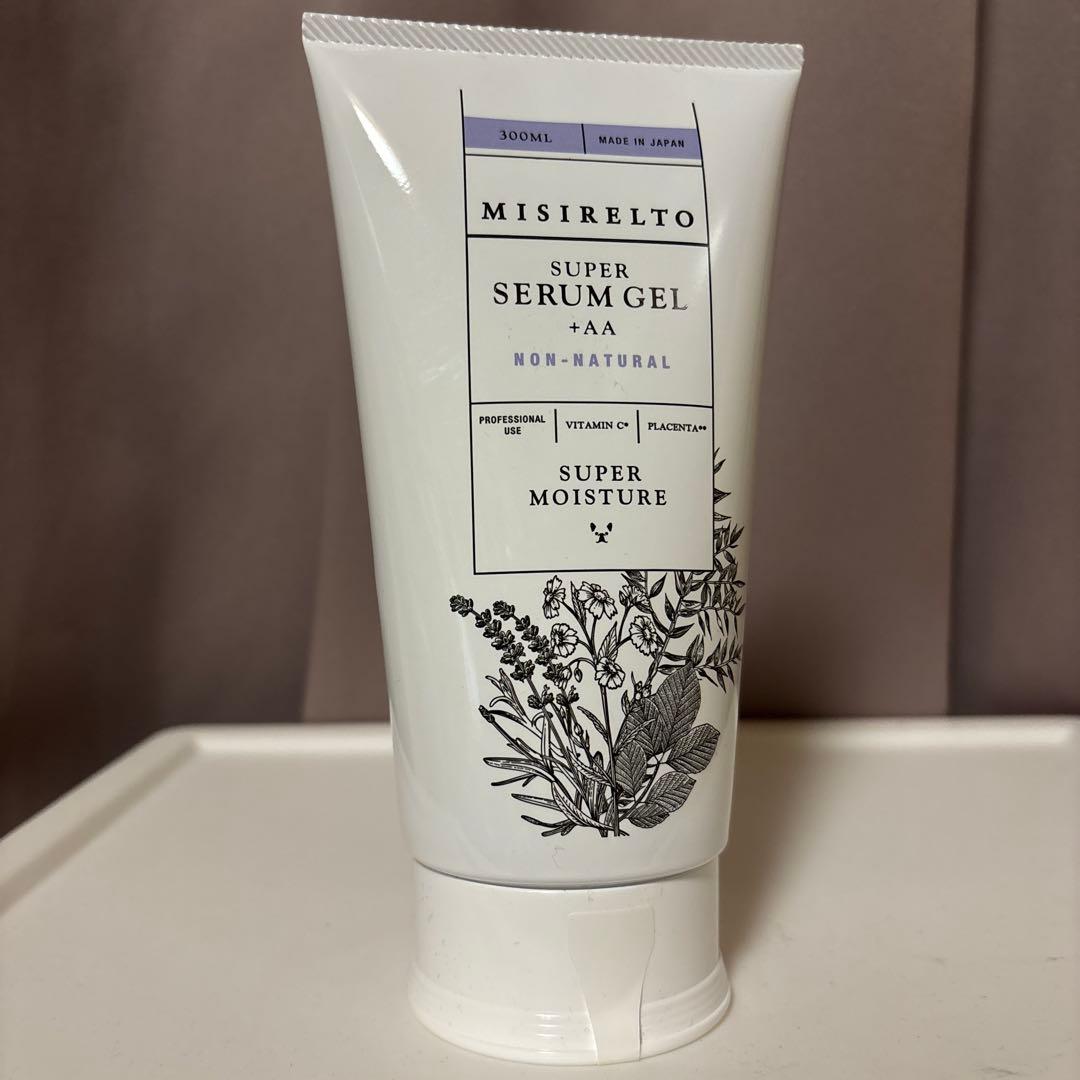 300ML MADE IN JAPAN
MISIRELTO
SUPER
SERUM GEL
+AA
NON-NATURAL
PROFESSIONAL
USE
VITAMIN C*
PLACENTA**
SUPER
MOISTURE